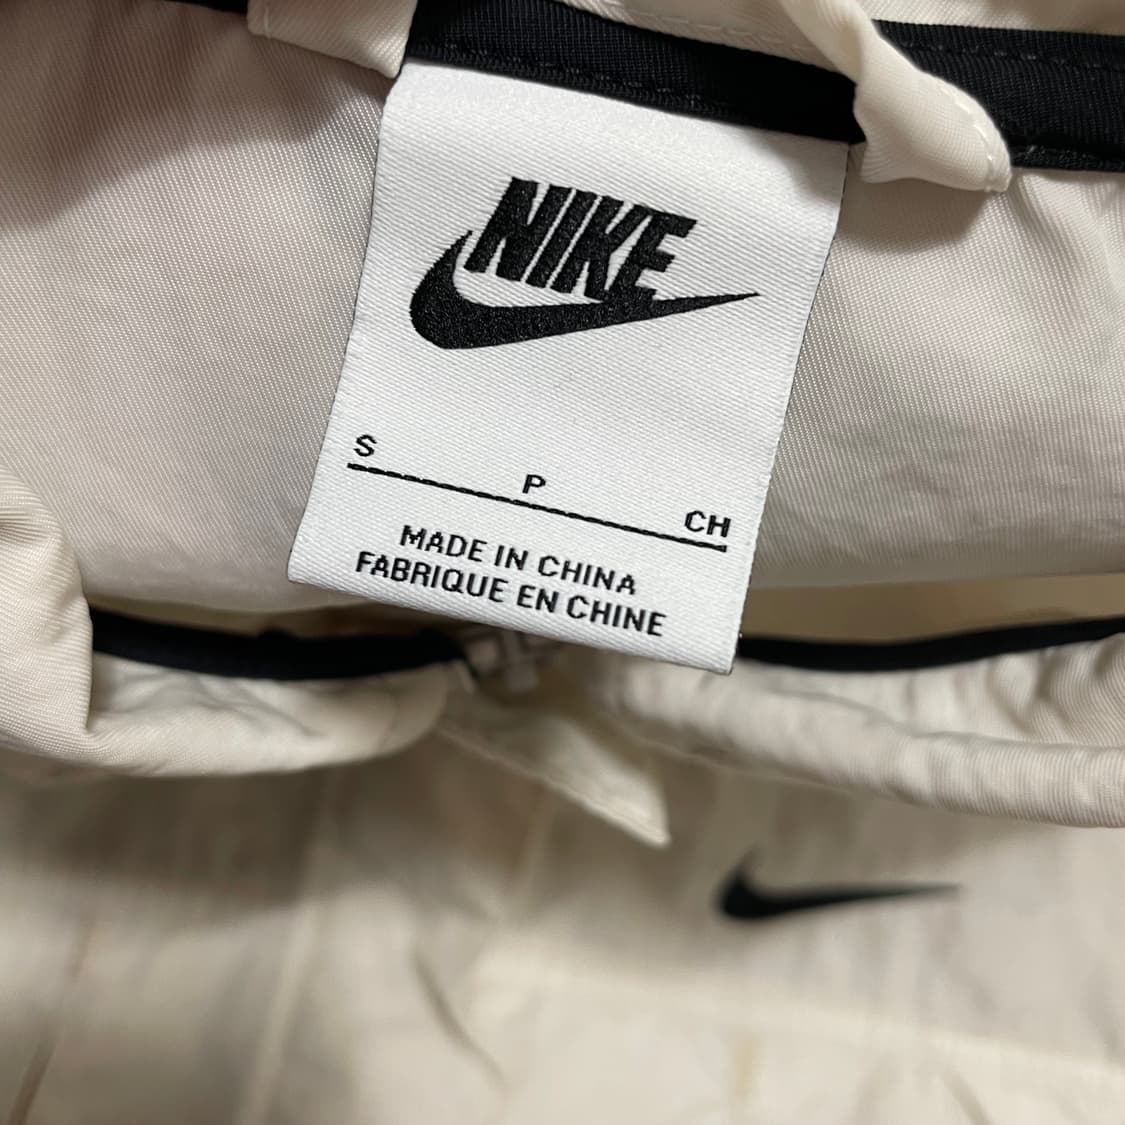 NIKE
S P CH
MADE IN CHINA
FABRIQUE EN CHINE